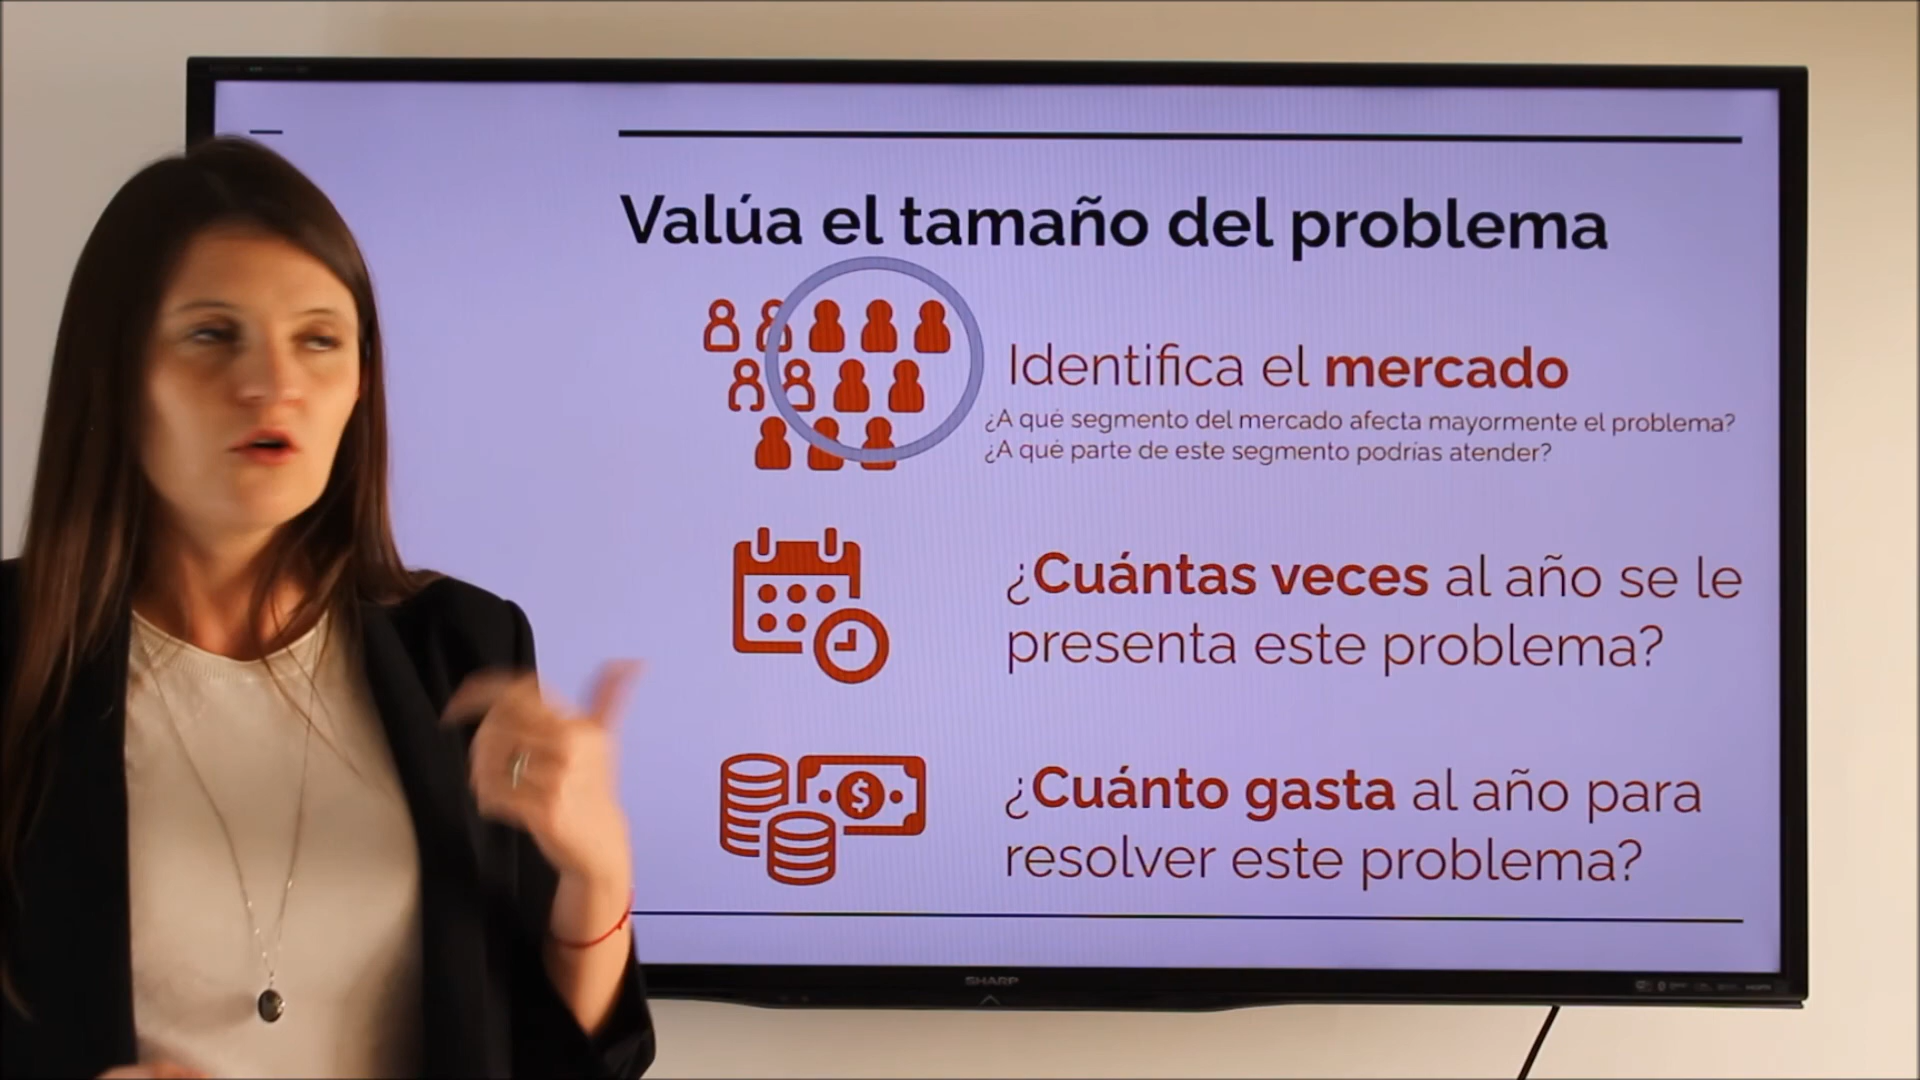 Valúa el tamaño del problema
Identifica el mercado
¿A qué segmento del mercado afecta mayormente el problema?
¿A qué parte de este segmento podrías atender?
¿Cuántas veces al año se le
presenta este problema?
$
¿Cuánto gasta al año para
resolver este problema?
SHARP